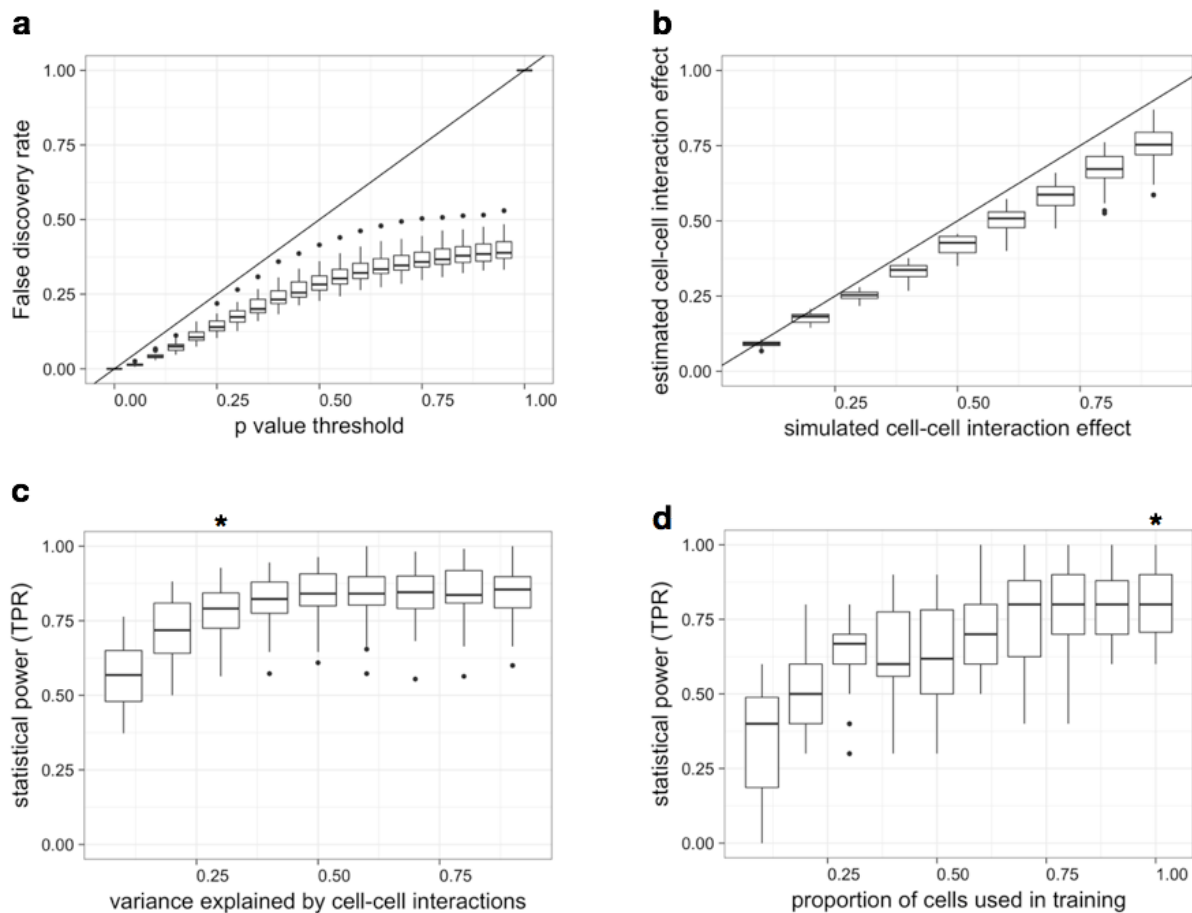 a
False discovery rate
1.00
0.75
0.50
0.25
0.00
0.00 0.25 0.50 0.75 1.00
p value threshold
b
estimated cell-cell interaction effect
1.00
0.75
0.50
0.25
0.00
0.25 0.50 0.75
simulated cell-cell interaction effect
c
*
statistical power (TPR)
1.00
0.75
0.50
0.25
0.00
0.25 0.50 0.75
variance explained by cell-cell interactions
d
*
statistical power (TPR)
1.00
0.75
0.50
0.25
0.00
0.25 0.50 0.75 1.00
proportion of cells used in training